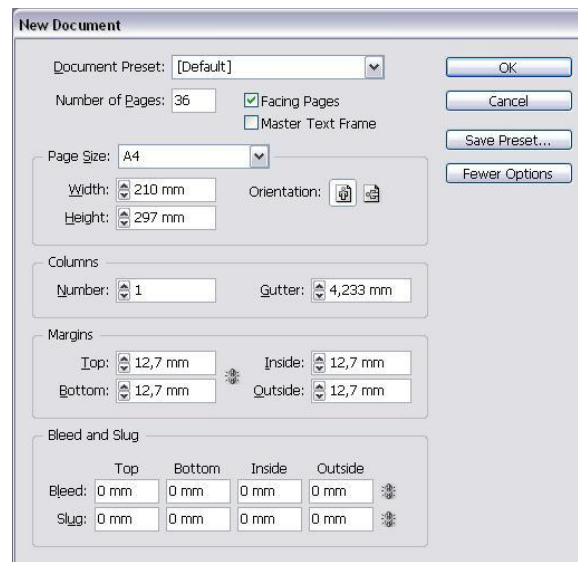 New Document
Document Preset: [Default]
OK
Number of Pages: 36
Facing Pages
Cancel
Master Text Frame
Save Preset...
Page Size: A4
Fewer Options
Width: 210 mm
Orientation:
Height: 297 mm
Columns
Number: 1
Gutter: 4,233 mm
Margins
Top: 12,7 mm
Inside: 12,7 mm
Bottom: 12,7 mm
Outside: 12,7 mm
Bleed and Slug
Top Bottom Inside Outside
Bleed: 0 mm 0 mm 0 mm 0 mm
Slug: 0 mm 0 mm 0 mm 0 mm